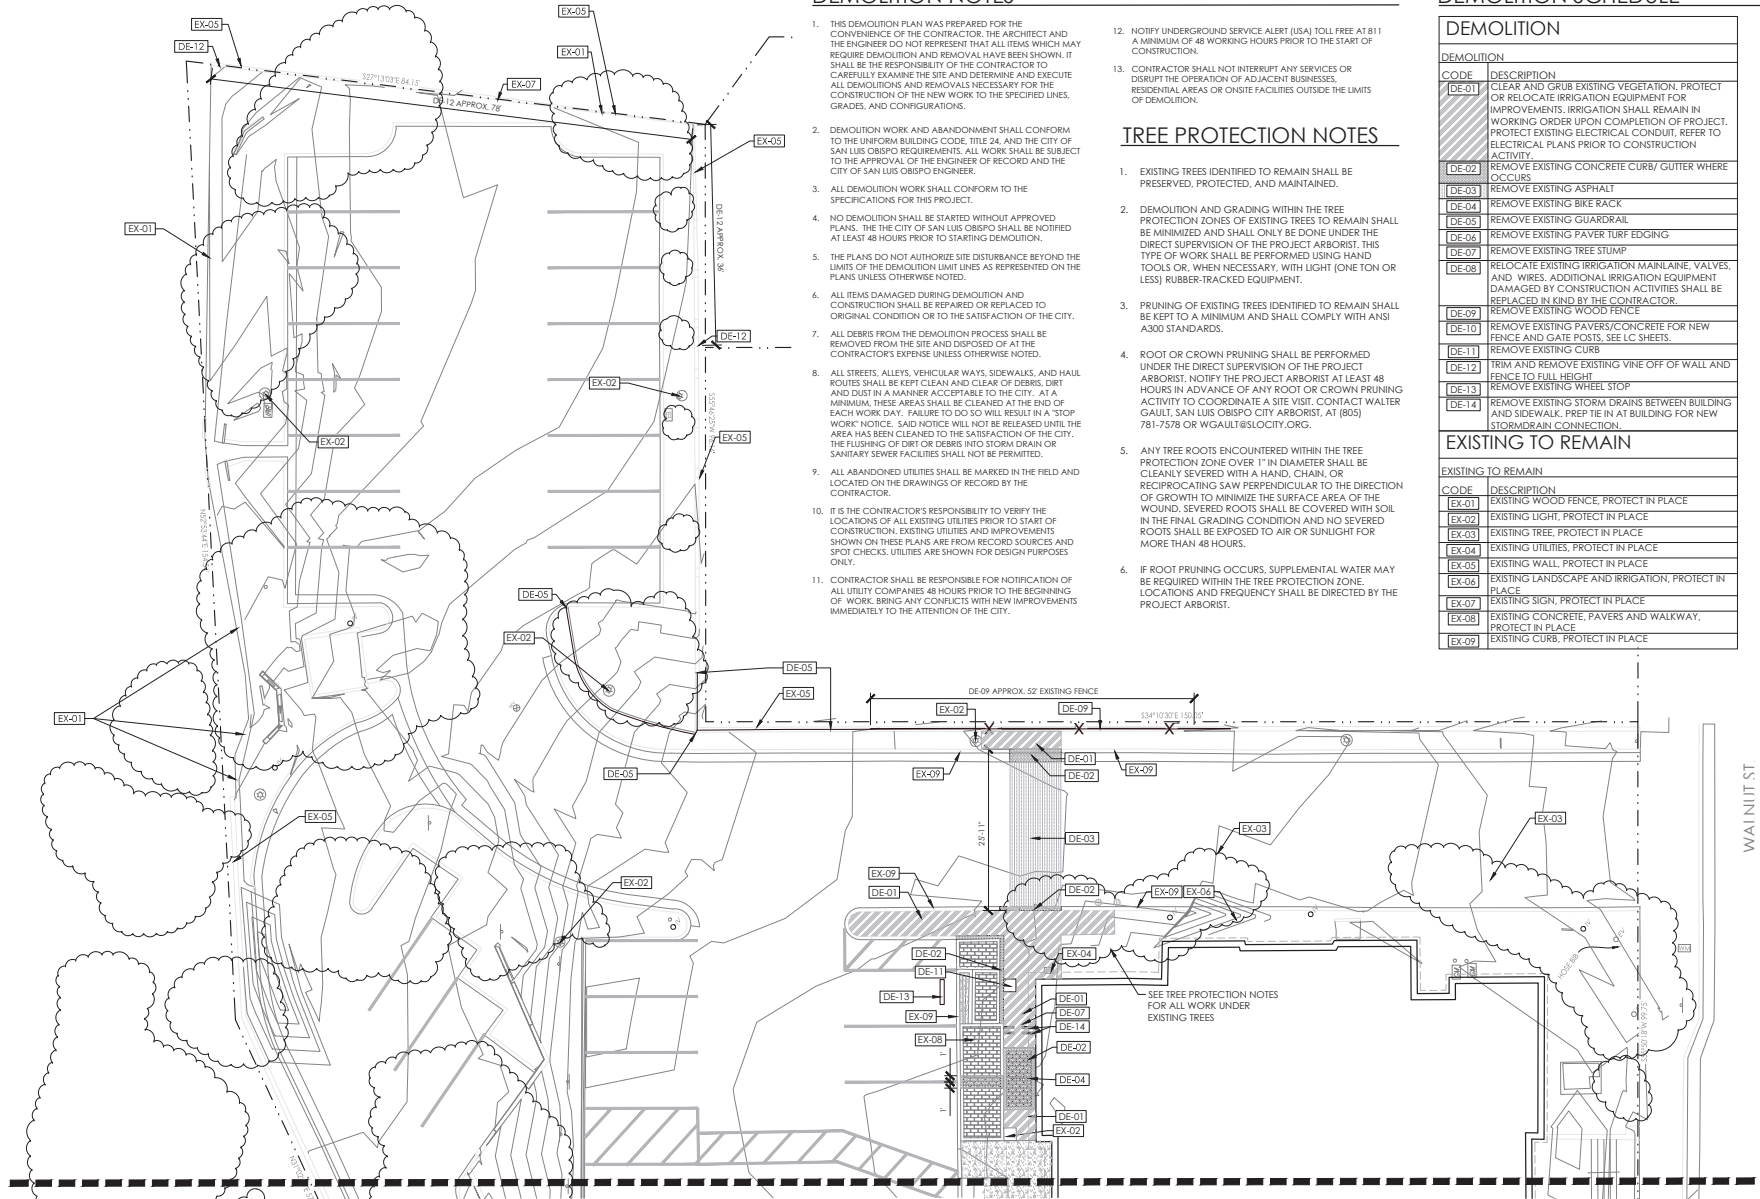 DEMOLITION NOTES
1. THIS DEMOLITION PLAN WAS PREPARED FOR THE
CONVENIENCE OF THE CONTRACTOR. THE ARCHITECT AND
THE ENGINEER DO NOT REPRESENT THAT ALL ITEMS WHICH MAY
REQUIRE DEMOLITION AND REMOVAL HAVE BEEN SHOWN. IT
SHALL BE THE RESPONSIBILITY OF THE CONTRACTOR TO
CAREFULLY EXAMINE THE SITE AND DETERMINE AND EXECUTE
ALL DEMOLITIONS AND REMOVALS NECESSARY FOR THE
CONSTRUCTION OF THE NEW WORK TO THE SPECIFIED LINES,
GRADES, AND CONFIGURATIONS.
2. DEMOLITION WORK AND ABANDONMENT SHALL CONFORM
TO THE UNIFORM BUILDING CODE, TITLE 24, AND THE CITY OF
SAN LUIS OBISPO REQUIREMENTS. ALL WORK SHALL BE SUBJECT
TO THE APPROVAL OF THE ENGINEER OF RECORD AND THE
CITY OF SAN LUIS OBISPO ENGINEER.
3. ALL DEMOLITION WORK SHALL CONFORM TO THE
SPECIFICATIONS FOR THIS PROJECT.
4. NO DEMOLITION SHALL BE STARTED WITHOUT APPROVED
PLANS. THE THE CITY OF SAN LUIS OBISPO SHALL BE NOTIFIED
AT LEAST 48 HOURS PRIOR TO STARTING DEMOLITION.
5. THE PLANS DO NOT AUTHORIZE SITE DISTURBANCE BEYOND THE
LIMITS OF THE DEMOLITION LIMIT LINES AS REPRESENTED ON THE
PLANS UNLESS OTHERWISE NOTED.
6. ALL ITEMS DAMAGED DURING DEMOLITION AND
CONSTRUCTION SHALL BE REPAIRED OR REPLACED TO
ORIGINAL CONDITION OR TO THE SATISFACTION OF THE CITY.
7. ALL DEBRIS FROM THE DEMOLITION PROCESS SHALL BE
REMOVED FROM THE SITE AND DISPOSED OF AT THE
CONTRACTOR'S EXPENSE UNLESS OTHERWISE NOTED.
8. ALL STREETS, ALLEYS, VEHICULAR WAYS, SIDEWALKS, AND HAUL
ROUTES SHALL BE KEPT CLEAN AND CLEAR OF DEBRIS, DIRT
AND DUST IN A MANNER ACCEPTABLE TO THE CITY. AT A
MINIMUM, THESE AREAS SHALL BE CLEANED AT THE END OF
EACH WORK DAY. FAILURE TO DO SO WILL RESULT IN A "STOP
WORK" NOTICE. SAID NOTICE WILL NOT BE RELEASED UNTIL THE
AREA HAS BEEN CLEANED TO THE SATISFACTION OF THE CITY.
THE FLUSHING OF DIRT OR DEBRIS INTO STORM DRAIN OR
SANITARY SEWER FACILITIES SHALL NOT BE PERMITTED.
9. ALL ABANDONED UTILITIES SHALL BE MARKED IN THE FIELD AND
LOCATED ON THE DRAWINGS OF RECORD BY THE
CONTRACTOR.
10. IT IS THE CONTRACTOR'S RESPONSIBILITY TO VERIFY THE
LOCATIONS OF ALL EXISTING UTILITIES PRIOR TO START OF
CONSTRUCTION. EXISTING UTILITIES AND IMPROVEMENTS
SHOWN ON THESE PLANS ARE FROM RECORD SOURCES AND
SPOT CHECKS. UTILITIES ARE SHOWN FOR DESIGN PURPOSES
ONLY.
11. CONTRACTOR SHALL BE RESPONSIBLE FOR NOTIFICATION OF
ALL UTILITY COMPANIES 48 HOURS PRIOR TO THE BEGINNING
OF WORK. BRING ANY CONFLICTS WITH NEW IMPROVEMENTS
IMMEDIATELY TO THE ATTENTION OF THE CITY.
12. NOTIFY UNDERGROUND SERVICE ALERT (USA) TOLL FREE AT 811
A MINIMUM OF 48 WORKING HOURS PRIOR TO THE START OF
CONSTRUCTION.
13. CONTRACTOR SHALL NOT INTERRUPT ANY SERVICES OR
DISRUPT THE OPERATION OF ADJACENT BUSINESSES,
RESIDENTIAL AREAS OR ONSITE FACILITIES OUTSIDE THE LIMITS
OF DEMOLITION.
TREE PROTECTION NOTES
1. EXISTING TREES IDENTIFIED TO REMAIN SHALL BE
PRESERVED, PROTECTED, AND MAINTAINED.
2. DEMOLITION AND GRADING WITHIN THE TREE
PROTECTION ZONES OF EXISTING TREES TO REMAIN SHALL
BE MINIMIZED AND SHALL ONLY BE DONE UNDER THE
DIRECT SUPERVISION OF THE PROJECT ARBORIST. THIS
TYPE OF WORK SHALL BE PERFORMED USING HAND
TOOLS OR, WHEN NECESSARY, WITH LIGHT (ONE TON OR
LESS) RUBBER-TRACKED EQUIPMENT.
3. PRUNING OF EXISTING TREES IDENTIFIED TO REMAIN SHALL
BE KEPT TO A MINIMUM AND SHALL COMPLY WITH ANSI
A300 STANDARDS.
4. ROOT OR CROWN PRUNING SHALL BE PERFORMED
UNDER THE DIRECT SUPERVISION OF THE PROJECT
ARBORIST. NOTIFY THE PROJECT ARBORIST AT LEAST 48
HOURS IN ADVANCE OF ANY ROOT OR CROWN PRUNING
ACTIVITY TO COORDINATE A SITE VISIT. CONTACT WALTER
GAULT, SAN LUIS OBISPO CITY ARBORIST, AT (805)
781-7578 OR WGAULT@SLOCITY.ORG.
5. ANY TREE ROOTS ENCOUNTERED WITHIN THE TREE
PROTECTION ZONE OVER 1" IN DIAMETER SHALL BE
CLEANLY SEVERED WITH A HAND, CHAIN, OR
RECIPROCATING SAW PERPENDICULAR TO THE DIRECTION
OF GROWTH TO MINIMIZE THE SURFACE AREA OF THE
WOUND. SEVERED ROOTS SHALL BE COVERED WITH SOIL
IN THE FINAL GRADING CONDITION AND NO SEVERED
ROOTS SHALL BE EXPOSED TO AIR OR SUNLIGHT FOR
MORE THAN 48 HOURS.
6. IF ROOT PRUNING OCCURS, SUPPLEMENTAL WATER MAY
BE REQUIRED WITHIN THE TREE PROTECTION ZONE.
LOCATIONS AND FREQUENCY SHALL BE DIRECTED BY THE
PROJECT ARBORIST.
DEMOLITION SCHEDULE
DEMOLITION
DEMOLITION
CODE DESCRIPTION
DE-01 CLEAR AND GRUB EXISTING VEGETATION. PROTECT
OR RELOCATE IRRIGATION EQUIPMENT FOR
IMPROVEMENTS. IRRIGATION SHALL REMAIN IN
WORKING ORDER UPON COMPLETION OF PROJECT.
PROTECT EXISTING ELECTRICAL CONDUIT, REFER TO
ELECTRICAL PLANS PRIOR TO CONSTRUCTION
ACTIVITY.
DE-02 REMOVE EXISTING CONCRETE CURB/ GUTTER WHERE
OCCURS
DE-03 REMOVE EXISTING ASPHALT
DE-04 REMOVE EXISTING BIKE RACK
DE-05 REMOVE EXISTING GUARDRAIL
DE-06 REMOVE EXISTING PAVER TURF EDGING
DE-07 REMOVE EXISTING TREE STUMP
DE-08 RELOCATE EXISTING IRRIGATION MAINLAINE, VALVES,
AND WIRES. ADDITIONAL IRRIGATION EQUIPMENT
DAMAGED BY CONSTRUCTION ACTIVITIES SHALL BE
REPLACED IN KIND BY THE CONTRACTOR.
DE-09 REMOVE EXISTING WOOD FENCE
DE-10 REMOVE EXISTING PAVERS/CONCRETE FOR NEW
FENCE AND GATE POSTS, SEE LC SHEETS.
DE-11 REMOVE EXISTING CURB
DE-12 TRIM AND REMOVE EXISTING VINE OFF OF WALL AND
FENCE TO FULL HEIGHT
DE-13 REMOVE EXISTING WHEEL STOP
DE-14 REMOVE EXISTING STORM DRAINS BETWEEN BUILDING
AND SIDEWALK. PREP TIE IN AT BUILDING FOR NEW
STORMDRAIN CONNECTION.
EXISTING TO REMAIN
EXISTING TO REMAIN
CODE DESCRIPTION
EX-01 EXISTING WOOD FENCE, PROTECT IN PLACE
EX-02 EXISTING LIGHT, PROTECT IN PLACE
EX-03 EXISTING TREE, PROTECT IN PLACE
EX-04 EXISTING UTILITIES, PROTECT IN PLACE
EX-05 EXISTING WALL, PROTECT IN PLACE
EX-06 EXISTING LANDSCAPE AND IRRIGATION, PROTECT IN
PLACE
EX-07 EXISTING SIGN, PROTECT IN PLACE
EX-08 EXISTING CONCRETE, PAVERS AND WALKWAY,
PROTECT IN PLACE
EX-09 EXISTING CURB, PROTECT IN PLACE
EX-05
EX-05
DE-12
EX-01
S27°13'03"E 84.15'
EX-07
DE-12 APPROX. 78'
EX-05
DE-12 APPROX. 36'
EX-01
DE-12
EX-02
EX-02
EX-05
DE-05
EX-02
DE-05
EX-05
DE-09 APPROX. 52' EXISTING FENCE
EX-02
DE-09
S34°10'30"E 150.05'
EX-01
DE-05
EX-09
DE-01
DE-02
EX-09
WALNUT ST.
EX-05
25'-11"
DE-03
EX-03
EX-03
EX-02
EX-09
DE-01
DE-02
EX-09
EX-06
HOSE BIB
WM
DE-02
EX-04
DE-11
DE-13
SEE TREE PROTECTION NOTES
FOR ALL WORK UNDER
EXISTING TREES
EX-09
DE-01
DE-07
DE-14
EX-08
DE-02
1'
DE-04
1'
DE-01
EX-02